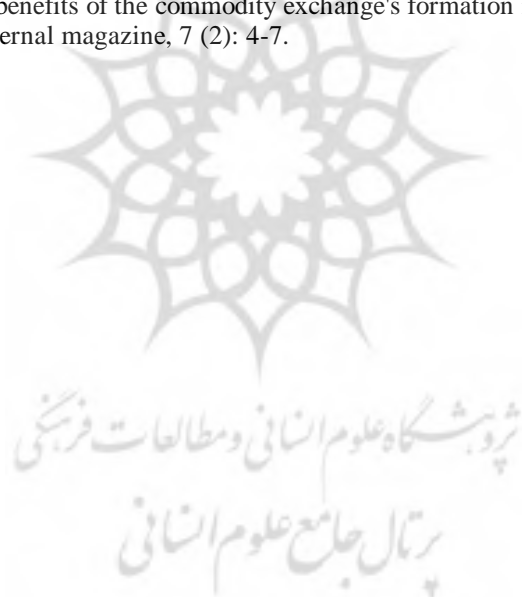 benefits of the commodity exchange's formation
ernal magazine, 7 (2): 4-7.
پژوهشگاه علوم انسانی و مطالعات فرهنگی
پرتال جامع علوم انسانی